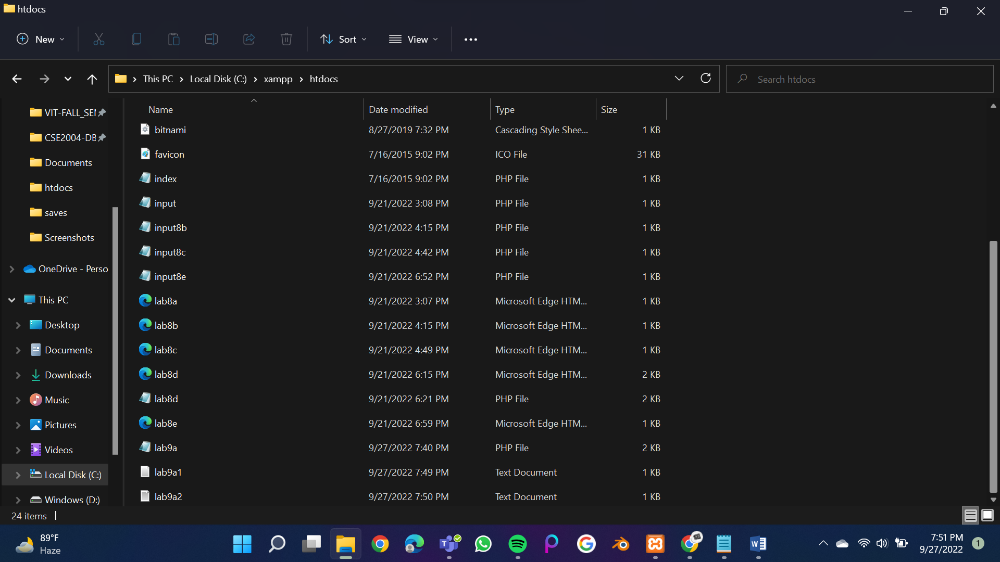 htdocs
New Sort View
This PC Local Disk (C:) xampp htdocs Search htdocs
VIT-FALL_SEI
CSE2004-DB
Documents
htdocs
saves
Screenshots
OneDrive - Perso
This PC
Desktop
Documents
Downloads
Music
Pictures
Videos
Local Disk (C:)
Windows (D:)
Name Date modified Type Size
bitnami 8/27/2019 7:32 PM Cascading Style Shee... 1 KB
favicon 7/16/2015 9:02 PM ICO File 31 KB
index 7/16/2015 9:02 PM PHP File 1 KB
input 9/21/2022 3:08 PM PHP File 1 KB
input8b 9/21/2022 4:15 PM PHP File 1 KB
input8c 9/21/2022 4:42 PM PHP File 1 KB
input8e 9/21/2022 6:52 PM PHP File 1 KB
lab8a 9/21/2022 3:07 PM Microsoft Edge HTM... 1 KB
lab8b 9/21/2022 4:15 PM Microsoft Edge HTM... 1 KB
lab8c 9/21/2022 4:49 PM Microsoft Edge HTM... 1 KB
lab8d 9/21/2022 6:15 PM Microsoft Edge HTM... 2 KB
lab8d 9/21/2022 6:21 PM PHP File 2 KB
lab8e 9/21/2022 6:59 PM Microsoft Edge HTM... 1 KB
lab9a 9/27/2022 7:40 PM PHP File 2 KB
lab9a1 9/27/2022 7:49 PM Text Document 1 KB
lab9a2 9/27/2022 7:50 PM Text Document 1 KB
24 items
89°F
Haze
7:51 PM
9/27/2022
1